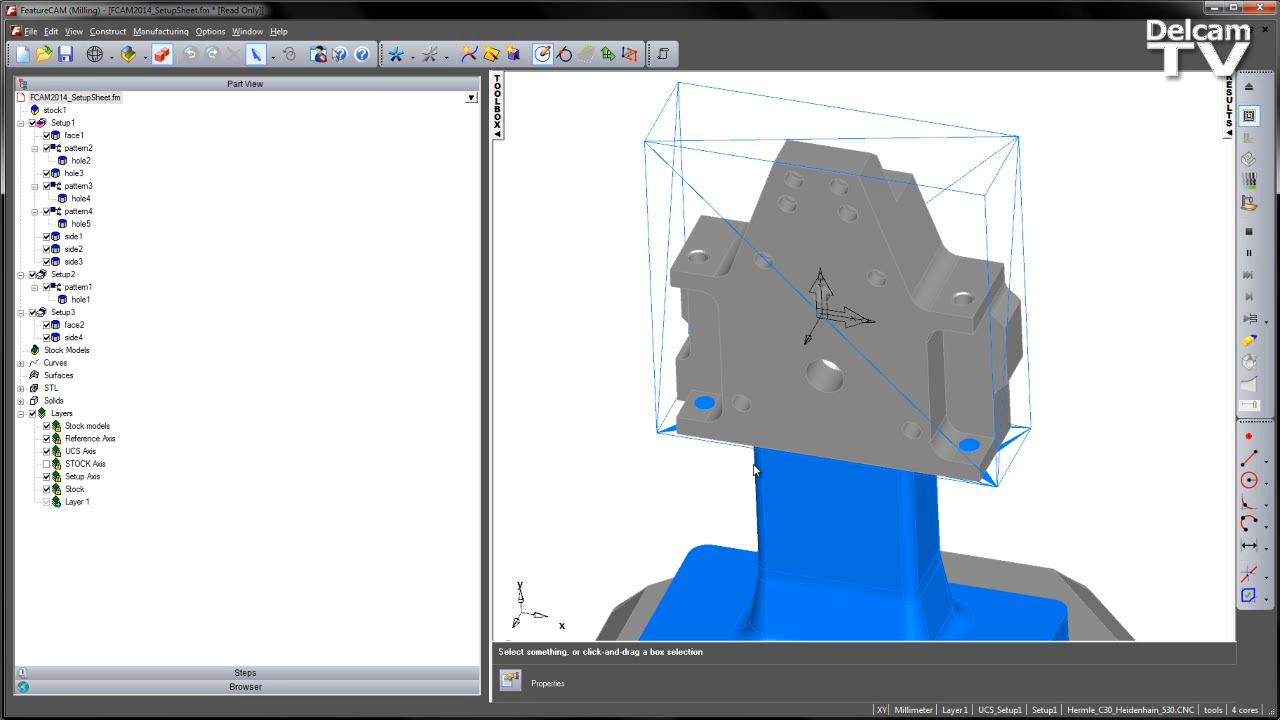 FeatureCAM (Milling) - [FCAM2014_SetupSheet.fm * [Read Only]]
File Edit View Construct Manufacturing Options Window Help
Delcam
TV
Part View
FCAM2014_SetupSheet.fm
stock1
Setup1
face1
pattern2
hole2
hole3
pattern3
hole4
pattern4
hole5
side1
side2
side3
Setup2
pattern1
hole1
Setup3
face2
side4
Stock Models
Curves
Surfaces
STL
Solids
Layers
Stock models
Reference Axis
UCS Axis
STOCK Axis
Setup Axis
Stock
Layer 1
Steps
Browser
TOOLBOX
RESULTS
y
x
Select something, or click-and-drag a box selection
Properties
XY Millimeter Layer1 UCS_Setup1 Setup1 Hermle_C30_Heidenhain_530.CNC tools 4 cores